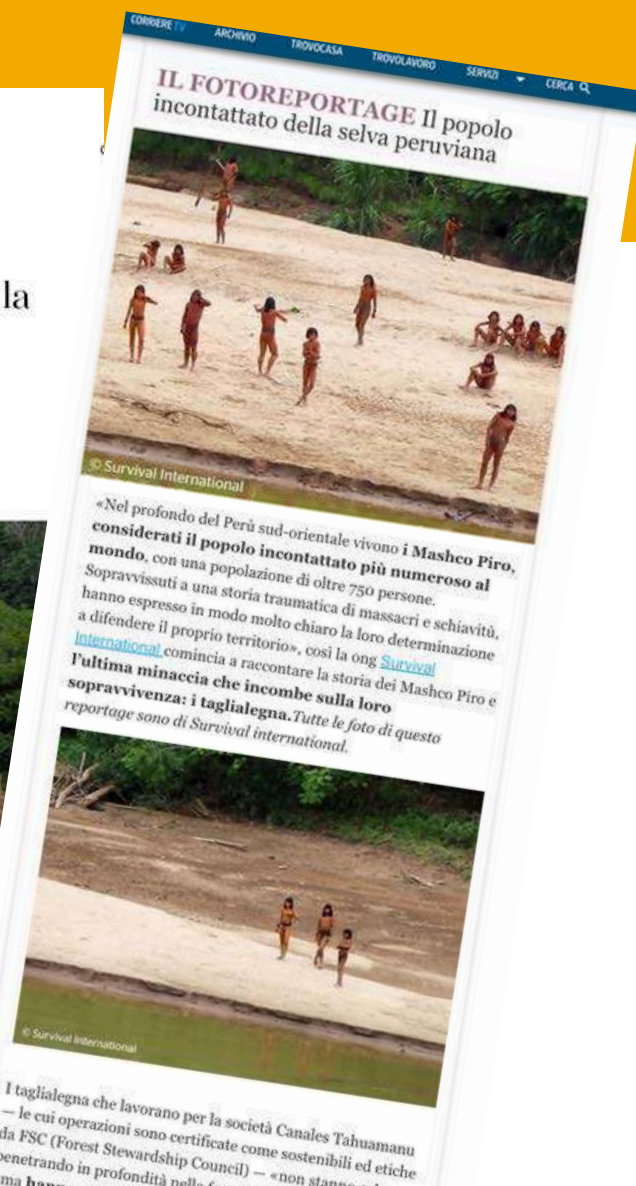 la
CORRIERE TV ARCHIVIO TROVOCASA TROVOLAVORO SERVIZI CERCA
IL FOTOREPORTAGE Il popolo
incontattato della selva peruviana
© Survival International
«Nel profondo del Perù sud-orientale vivono i Mashco Piro,
considerati il popolo incontattato più numeroso al
mondo, con una popolazione di oltre 750 persone.
Sopravvissuti a una storia traumatica di massacri e schiavitù,
hanno espresso in modo molto chiaro la loro determinazione
a difendere il proprio territorio», così la ong Survival
International comincia a raccontare la storia dei Mashco Piro e
l'ultima minaccia che incombe sulla loro
sopravvivenza: i taglialegna. Tutte le foto di questo
reportage sono di Survival international.
© Survival International
I taglialegna che lavorano per la società Canales Tahuamanu
— le cui operazioni sono certificate come sostenibili ed etiche
da FSC (Forest Stewardship Council) — «non stanno
penetrando in profondità nella
ma